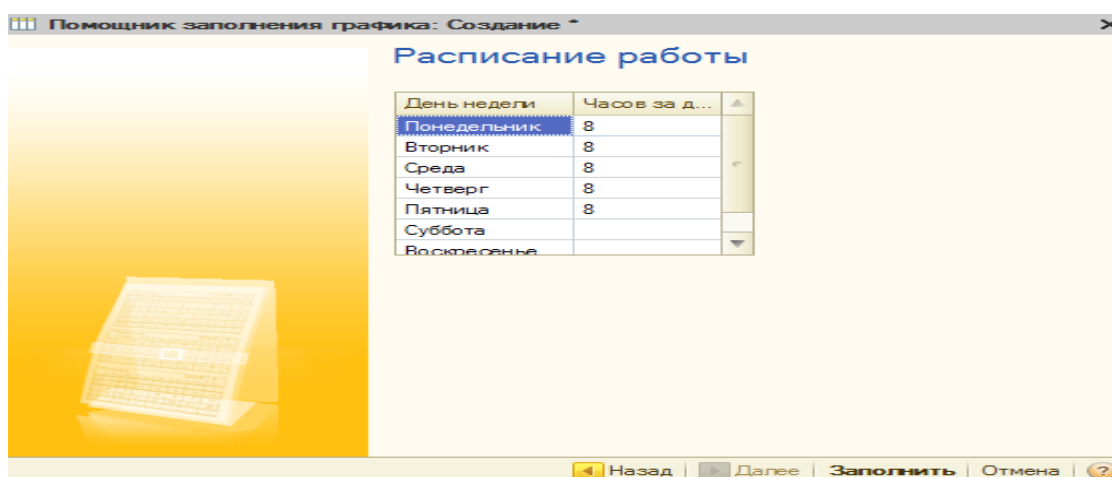 Помощник заполнения графика: Создание *
Расписание работы
День недели Часов за д...
Понедельник 8
Вторник 8
Среда 8
Четверг 8
Пятница 8
Суббота
Воскресенье
Назад Далее Заполнить Отмена ?